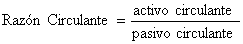 Razón Circulante = activo circulante
pasivo circulante